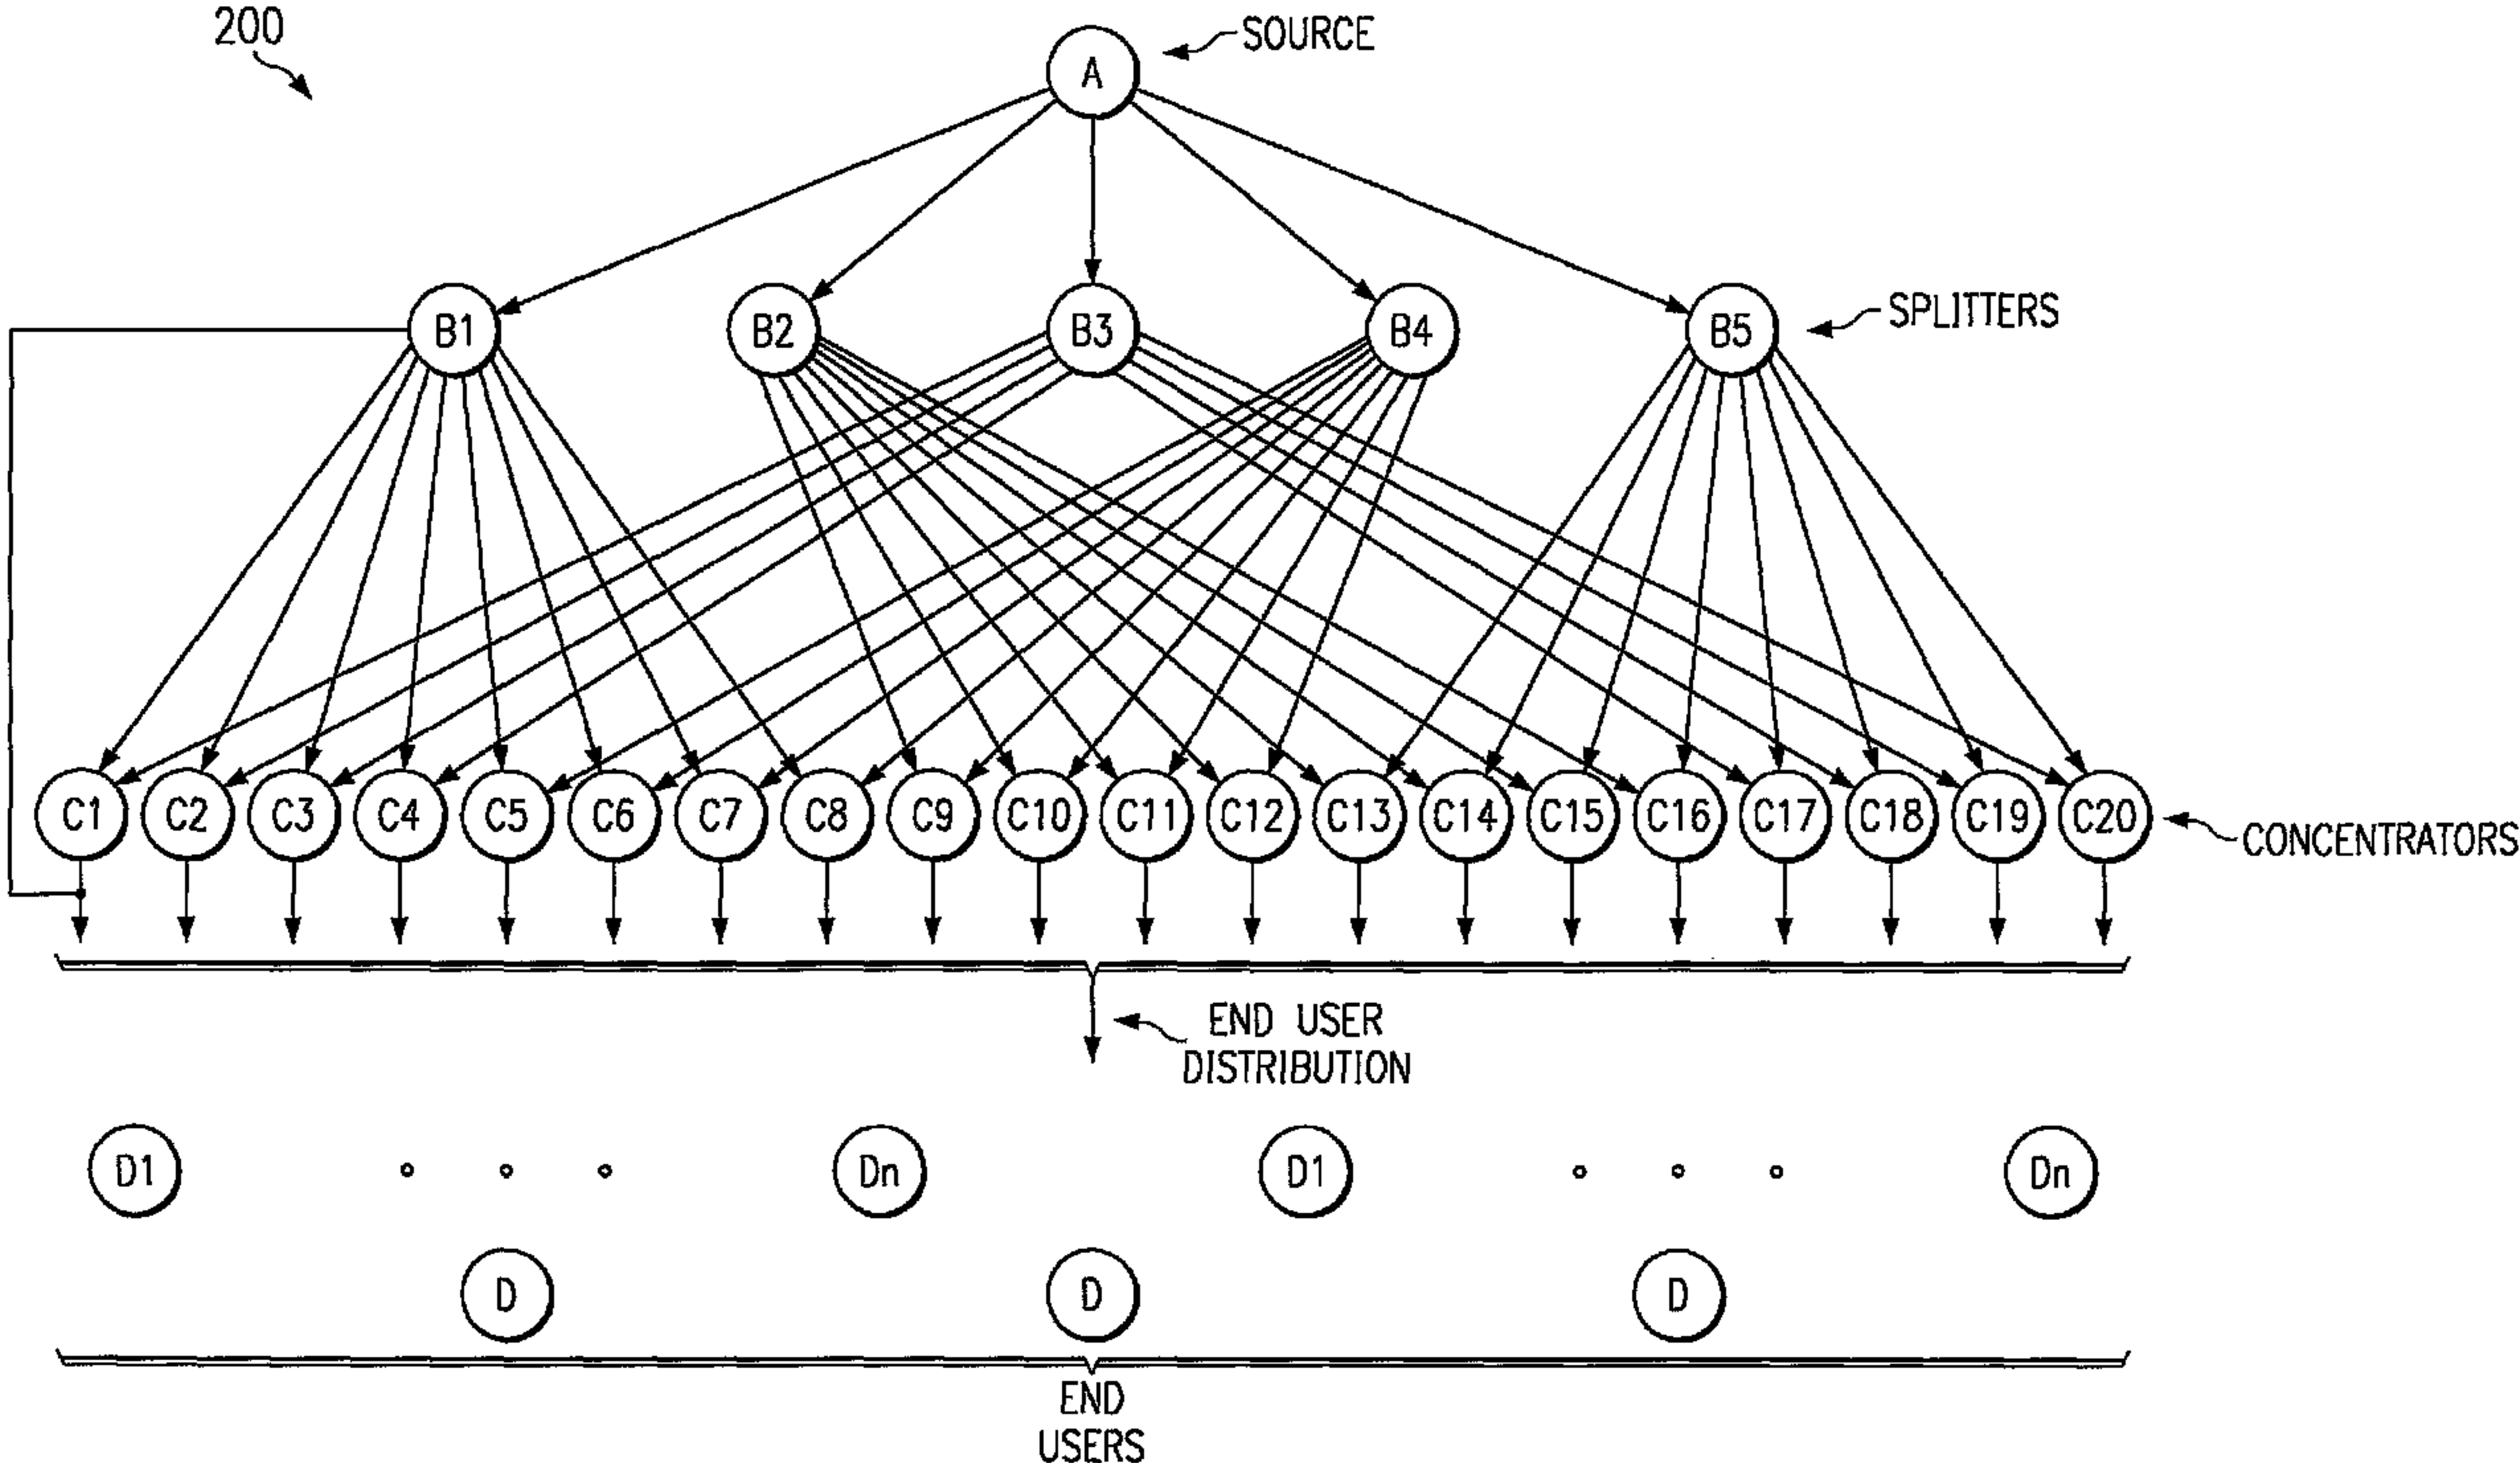 200
SOURCE
A
B1
B2
B3
B4
B5
SPLITTERS
C1
C2
C3
C4
C5
C6
C7
C8
C9
C10
C11
C12
C13
C14
C15
C16
C17
C18
C19
C20
CONCENTRATORS
END USER
DISTRIBUTION
D1
Dn
D1
Dn
D
D
D
END
USERS